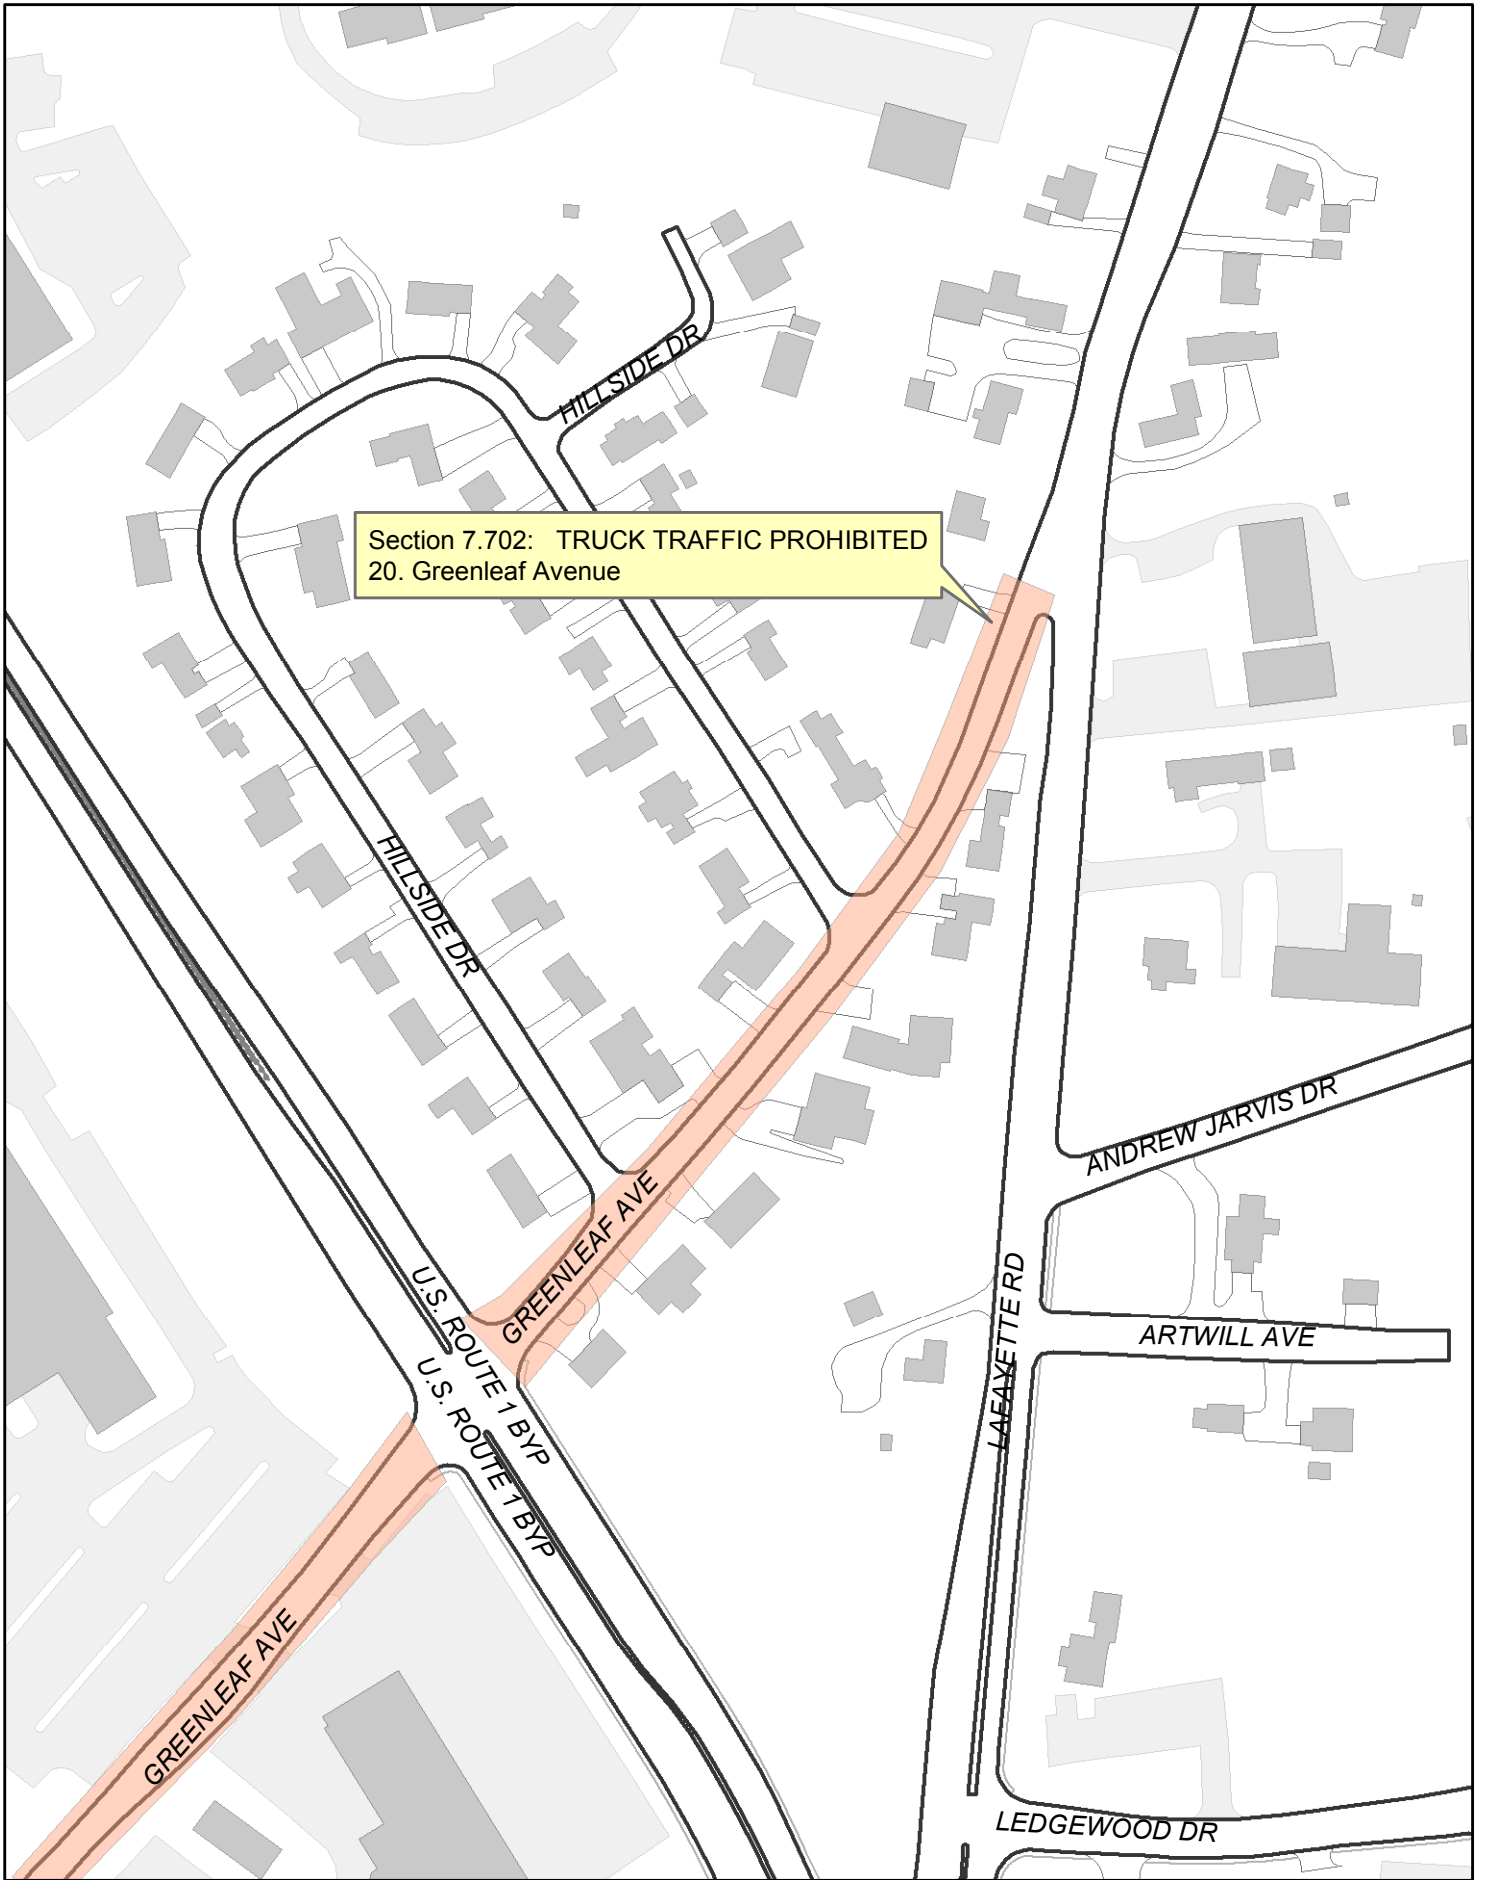 HILLSIDE DR
Section 7.702: TRUCK TRAFFIC PROHIBITED
20. Greenleaf Avenue
HILLSIDE DR
ANDREW JARVIS DR
GREENLEAF AVE
U.S. ROUTE 1 BYP
U.S. ROUTE 1 BYP
LAFAYETTE RD
ARTWILL AVE
GREENLEAF AVE
LEDGEWOOD DR